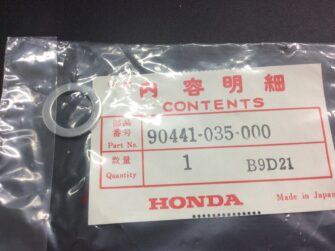 内容明細
CONTENTS
部品番号 Part No. 90441-035-000
数量 Quantity 1 B9D21
HONDA Made in Japan